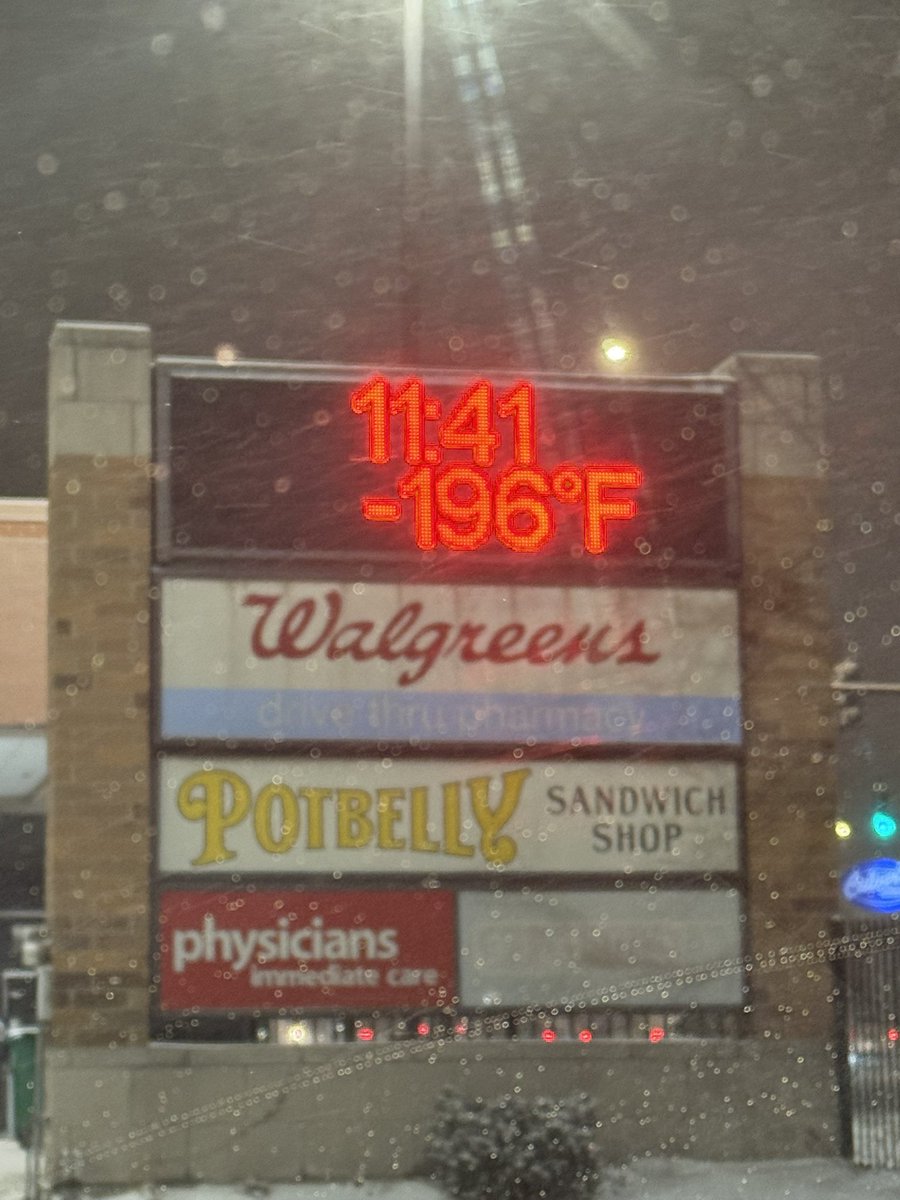 11:41
-196°F
Walgreens
drive thru pharmacy
POTBELLY
SANDWICH
SHOP
physicians
immediate care